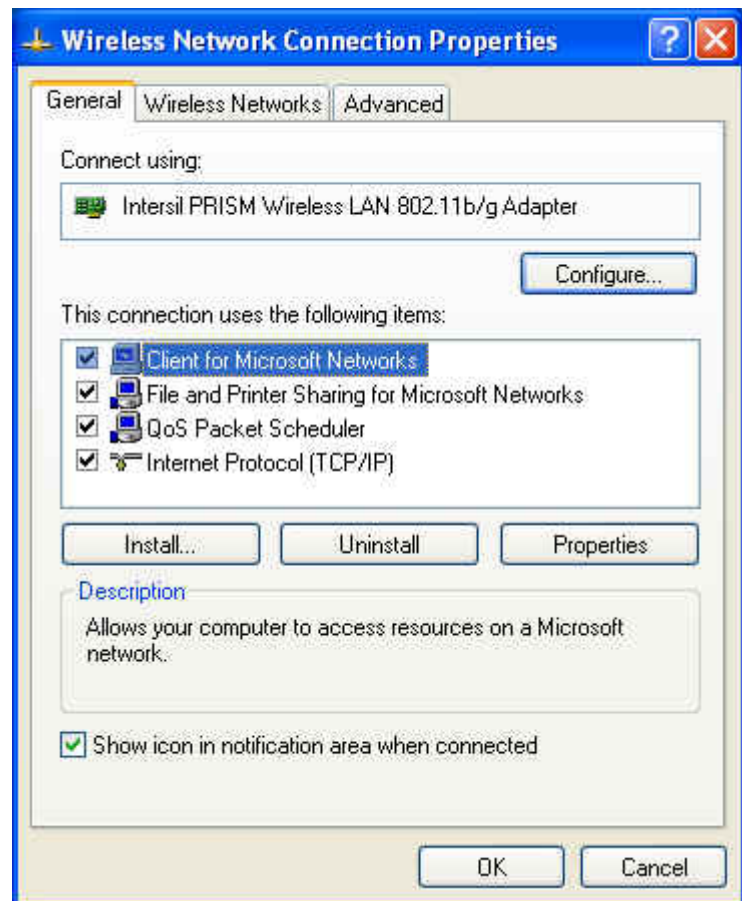 Wireless Network Connection Properties
General Wireless Networks Advanced
Connect using:
Intersil PRISM Wireless LAN 802.11b/g Adapter
Configure...
This connection uses the following items:
Client for Microsoft Networks
File and Printer Sharing for Microsoft Networks
QoS Packet Scheduler
Internet Protocol (TCP/IP)
Install... Uninstall Properties
Description
Allows your computer to access resources on a Microsoft
network.
Show icon in notification area when connected
OK Cancel